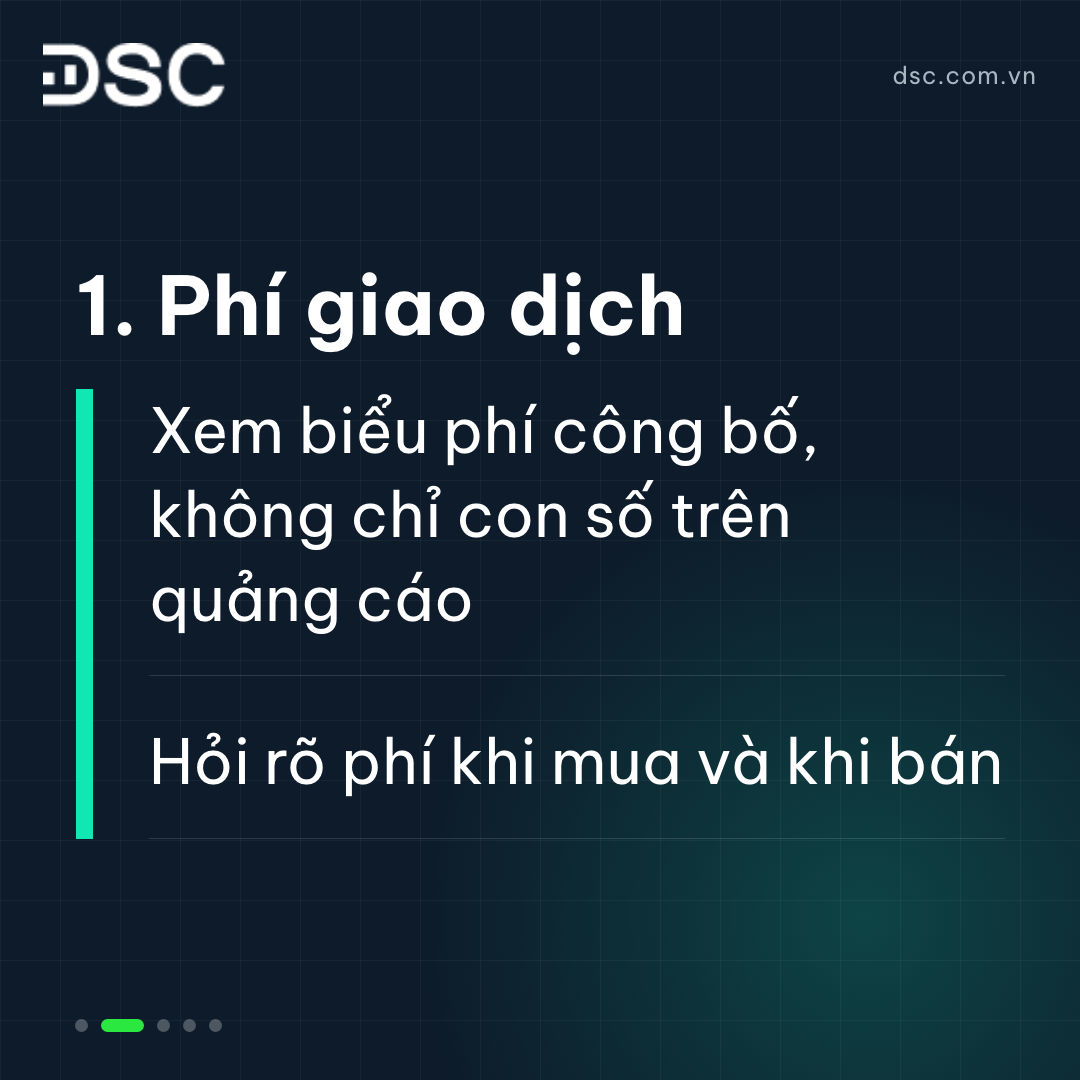 DSC
dsc.com.vn
1. Phí giao dịch
Xem biểu phí công bố,
không chỉ con số trên
quảng cáo
Hỏi rõ phí khi mua và khi bán